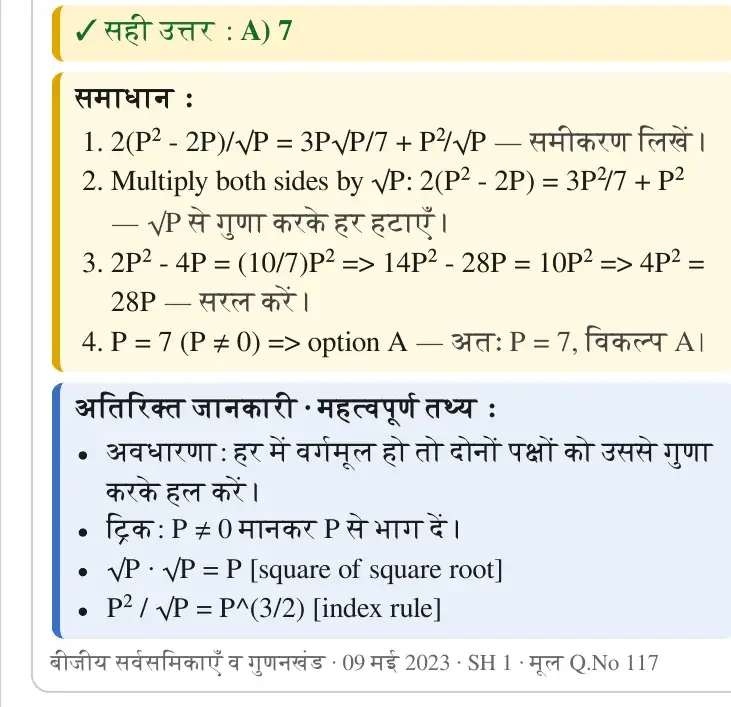 ✓ सही उत्तर : A) 7
समाधान :
1. 2(P² - 2P)/√P = 3P√P/7 + P²/√P — समीकरण लिखें।
2. Multiply both sides by √P: 2(P² - 2P) = 3P²/7 + P²
— √P से गुणा करके हर हटाएँ।
3. 2P² - 4P = (10/7)P² => 14P² - 28P = 10P² => 4P² =
28P — सरल करें।
4. P = 7 (P ≠ 0) => option A — अतः P = 7, विकल्प A।
अतिरिक्त जानकारी · महत्वपूर्ण तथ्य :
• अवधारणा : हर में वर्गमूल हो तो दोनों पक्षों को उससे गुणा
करके हल करें।
• ट्रिक : P ≠ 0 मानकर P से भाग दें।
• √P · √P = P [square of square root]
• P² / √P = P^(3/2) [index rule]
बीजीय सर्वसमिकाएँ व गुणनखंड · 09 मई 2023 · SH 1 · मूल Q.No 117